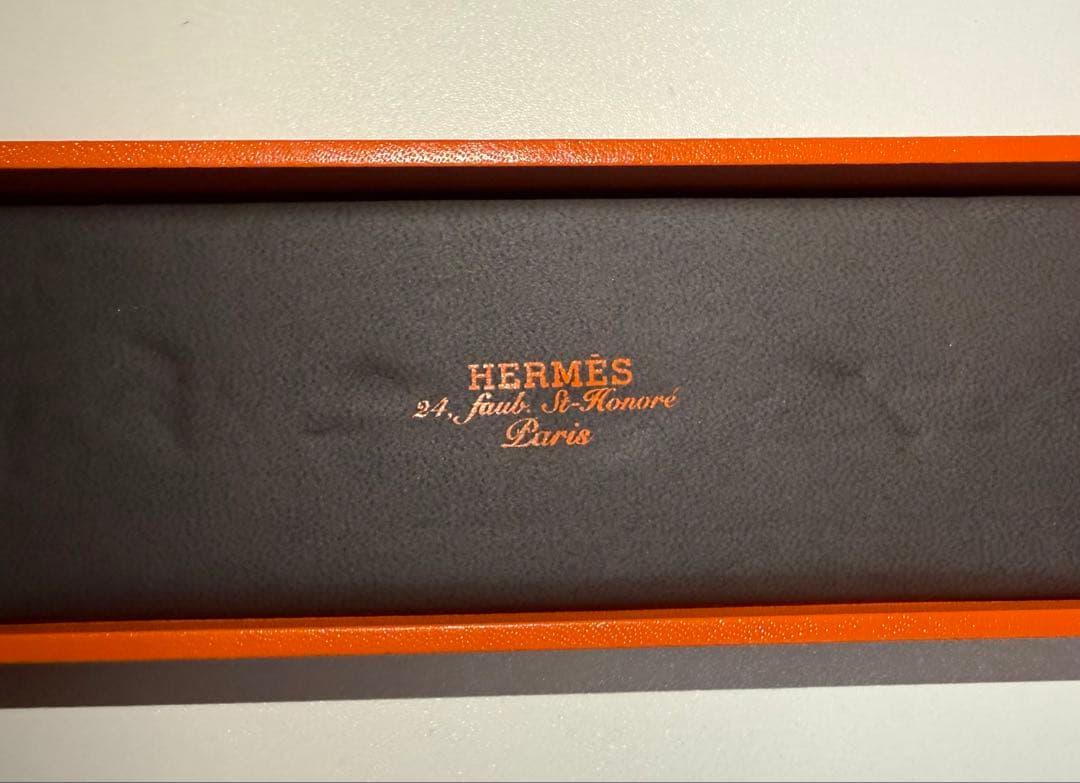 HERMÈS
24, faub. St-Honoré
Paris